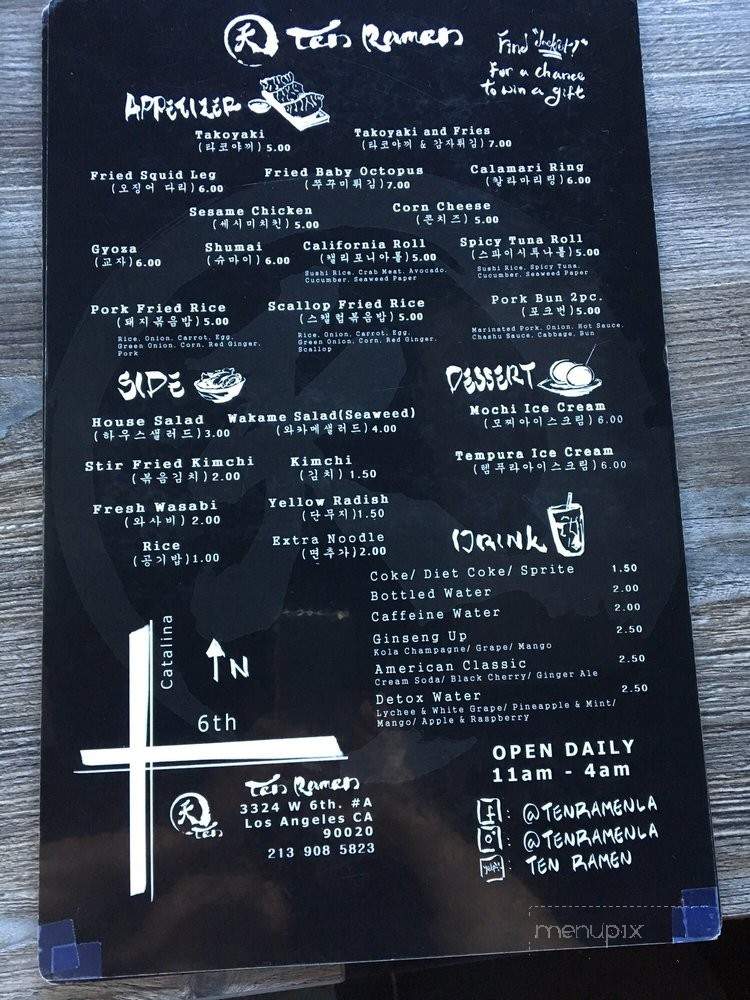 天 Ten Ramen
Find "Jackpot!"
For a chance
to win a gift
APPETIZER
Takoyaki
(타코야끼) 5.00
Takoyaki and Fries
(타코야끼 & 감자튀김) 7.00
Fried Squid Leg
(오징어 다리) 6.00
Fried Baby Octopus
(쭈꾸미튀김) 7.00
Calamari Ring
(칼라마리링) 6.00
Sesame Chicken
(세시미치킨) 5.00
Corn Cheese
(콘치즈) 5.00
Gyoza
(교자) 6.00
Shumai
(슈마이) 6.00
California Roll
(캘리포니아롤) 5.00
Sushi Rice, Crab Meat, Avocado,
Cucumber, Seaweed Paper
Spicy Tuna Roll
(스파이시투나롤) 5.00
Sushi Rice, Spicy Tuna,
Cucumber, Seaweed Paper
Pork Fried Rice
(돼지볶음밥) 5.00
Rice, Onion, Carrot, Egg,
Green Onion, Corn, Red Ginger,
Pork
Scallop Fried Rice
(스캘럽볶음밥) 5.00
Rice, Onion, Carrot, Egg,
Green Onion, Corn, Red Ginger,
Scallop
Pork Bun 2pc.
(포크번) 5.00
Marinated Pork, Onion, Hot Sauce,
Chashu Sauce, Cabbage, Bun
SIDE
House Salad
(하우스샐러드) 3.00
Wakame Salad(Seaweed)
(와카메샐러드) 4.00
Stir Fried Kimchi
(볶음김치) 2.00
Kimchi
(김치) 1.50
Fresh Wasabi
(와사비) 2.00
Yellow Radish
(단무지) 1.50
Rice
(공기밥) 1.00
Extra Noodle
(면추가) 2.00
DESSERT
Mochi Ice Cream
(모찌아이스크림) 6.00
Tempura Ice Cream
(템푸라아이스크림) 6.00
DRINK
Coke/ Diet Coke/ Sprite 1.50
Bottled Water 2.00
Caffeine Water 2.00
Ginseng Up 2.50
Kola Champagne/ Grape/ Mango
American Classic 2.50
Cream Soda/ Black Cherry/ Ginger Ale
Detox Water 2.50
Lychee & White Grape/ Pineapple & Mint/
Mango/ Apple & Raspberry
Catalina
N
6th
天 Ten
Ten Ramen
3324 W 6th. #A
Los Angeles CA
90020
213 908 5823
OPEN DAILY
11am - 4am
: @TENRAMENLA
: @TENRAMENLA
yelp : TEN RAMEN
menupix